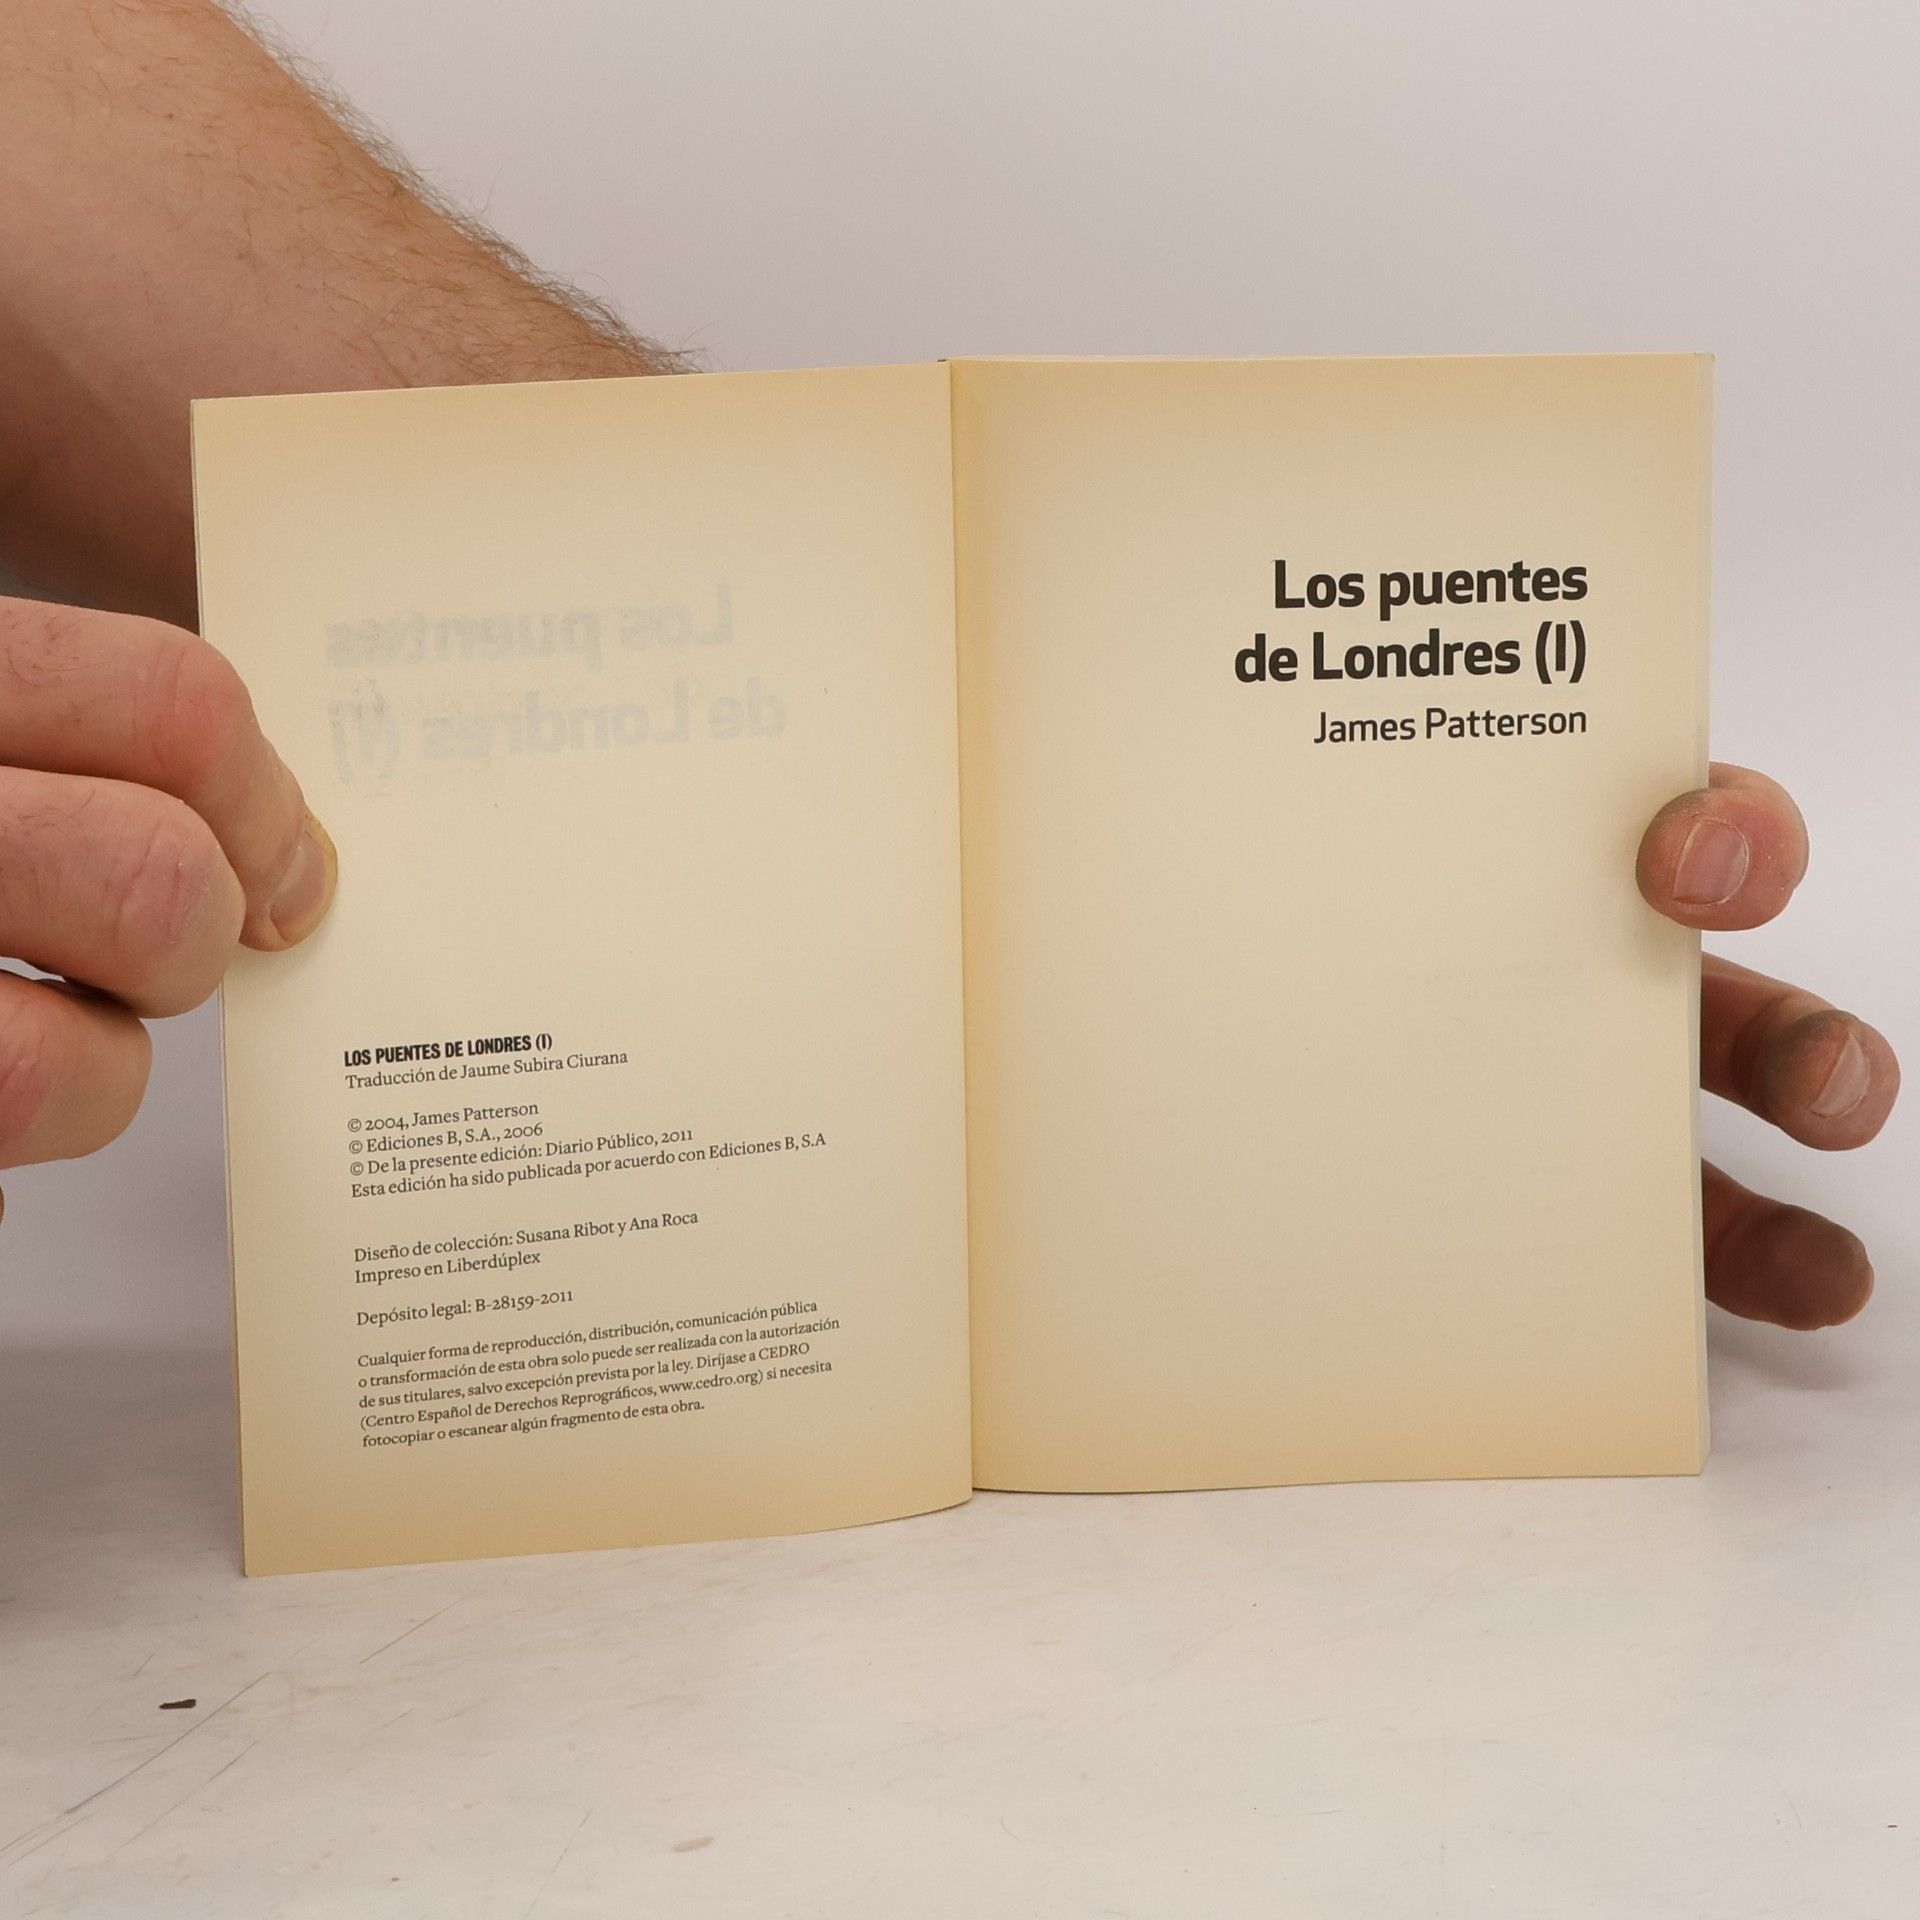 LOS PUENTES DE LONDRES (I)
Traducción de Jaume Subira Ciurana
© 2004, James Patterson
© Ediciones B, S.A., 2006
© De la presente edición: Diario Público, 2011
Esta edición ha sido publicada por acuerdo con Ediciones B, S.A
Diseño de colección: Susana Ribot y Ana Roca
Impreso en Liberdúplex
Depósito legal: B-28159-2011
Cualquier forma de reproducción, distribución, comunicación pública
o transformación de esta obra solo puede ser realizada con la autorización
de sus titulares, salvo excepción prevista por la ley. Diríjase a CEDRO
(Centro Español de Derechos Reprográficos, www.cedro.org) si necesita
fotocopiar o escanear algún fragmento de esta obra.
Los puentes
de Londres (I)
James Patterson